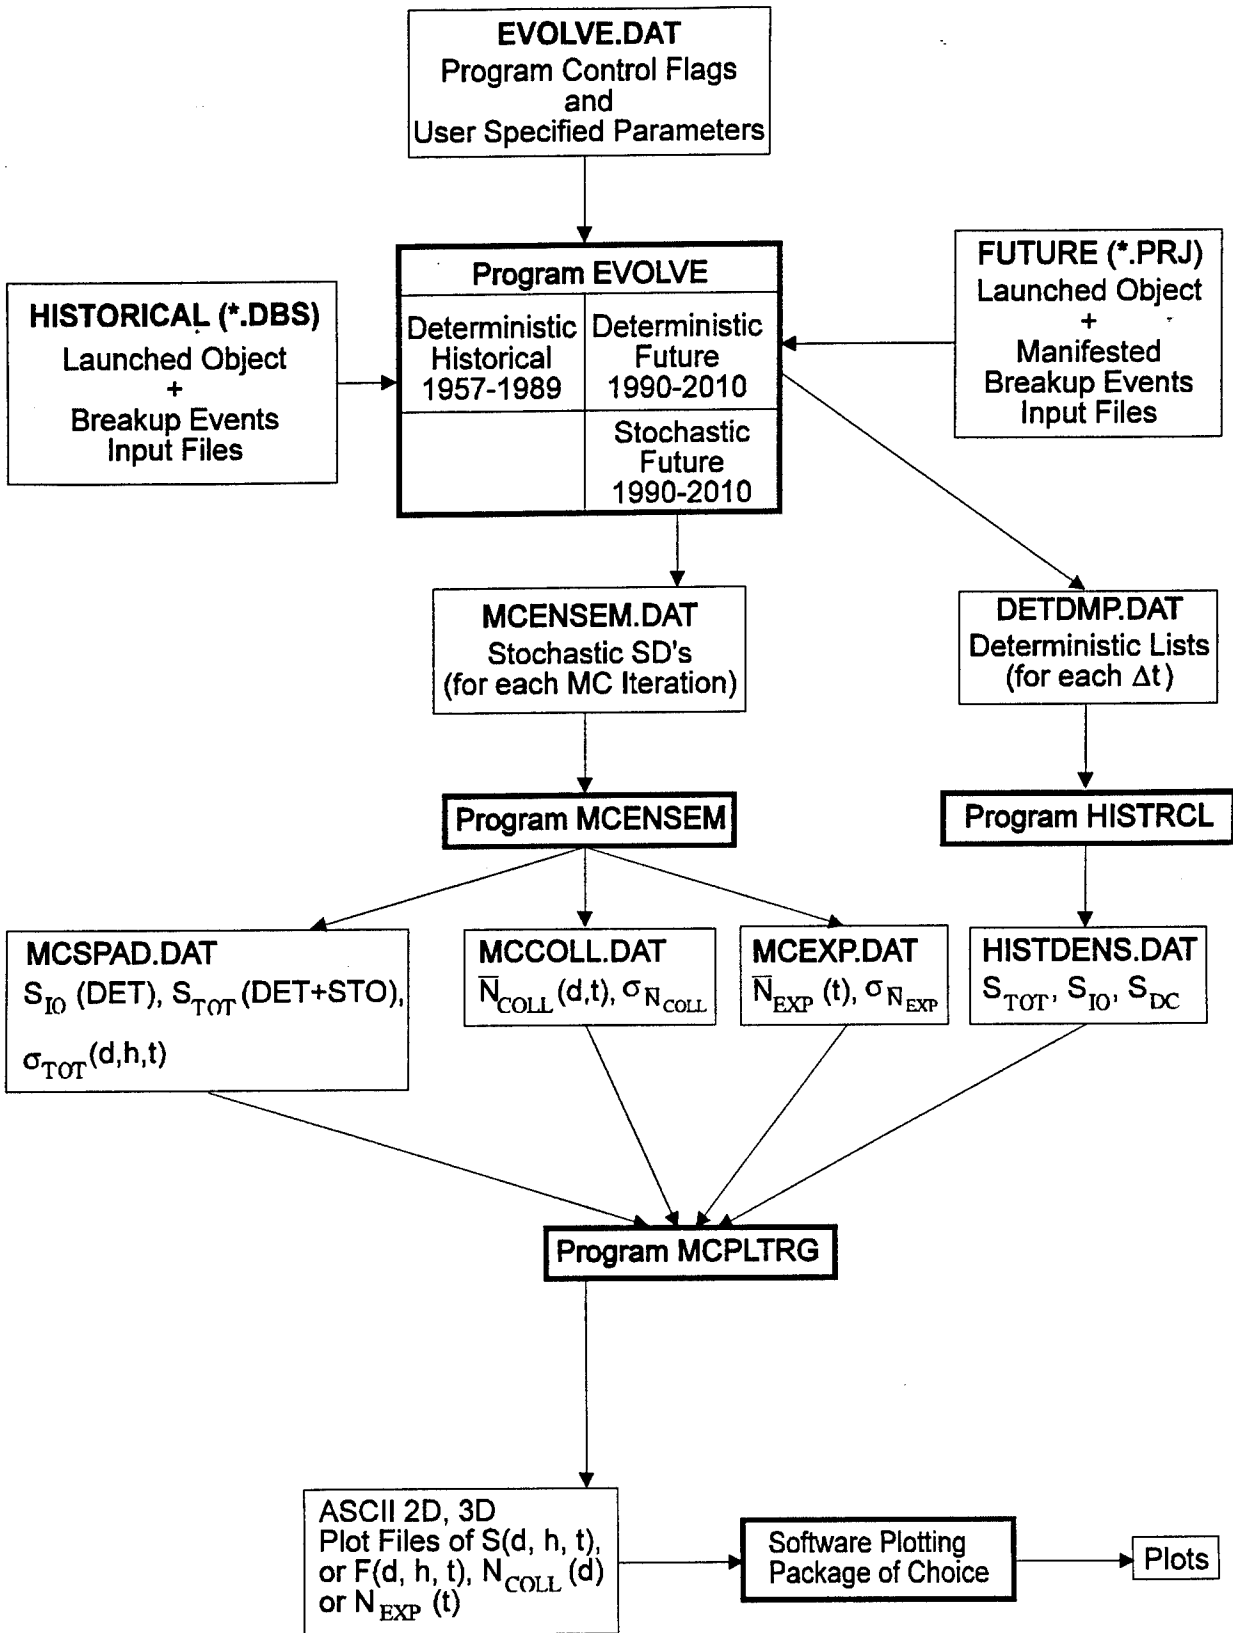 EVOLVE.DAT
Program Control Flags
and
User Specified Parameters
Program EVOLVE
Deterministic
Historical
1957-1989
Deterministic
Future
1990-2010
Stochastic
Future
1990-2010
HISTORICAL (*.DBS)
Launched Object
+
Breakup Events
Input Files
FUTURE (*.PRJ)
Launched Object
+
Manifested
Breakup Events
Input Files
MCENSEM.DAT
Stochastic SD's
(for each MC Iteration)
DETDMP.DAT
Deterministic Lists
(for each Δt)
Program MCENSEM
Program HISTRCL
MCSPAD.DAT
S_IO (DET), S_TOT (DET+STO),
σ_TOT (d,h,t)
MCCOLL.DAT
N̅_COLL (d,t), σ_N̅_COLL
MCEXP.DAT
N̅_EXP (t), σ_N̅_EXP
HISTDENS.DAT
S_TOT, S_IO, S_DC
Program MCPLTRG
ASCII 2D, 3D
Plot Files of S(d, h, t),
or F(d, h, t), N_COLL (d)
or N_EXP (t)
Software Plotting
Package of Choice
Plots